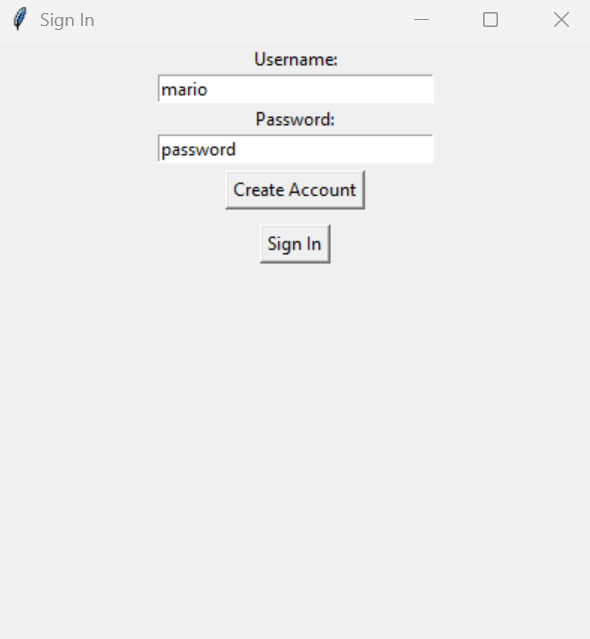 Sign In
Username:
mario
Password:
password
Create Account
Sign In